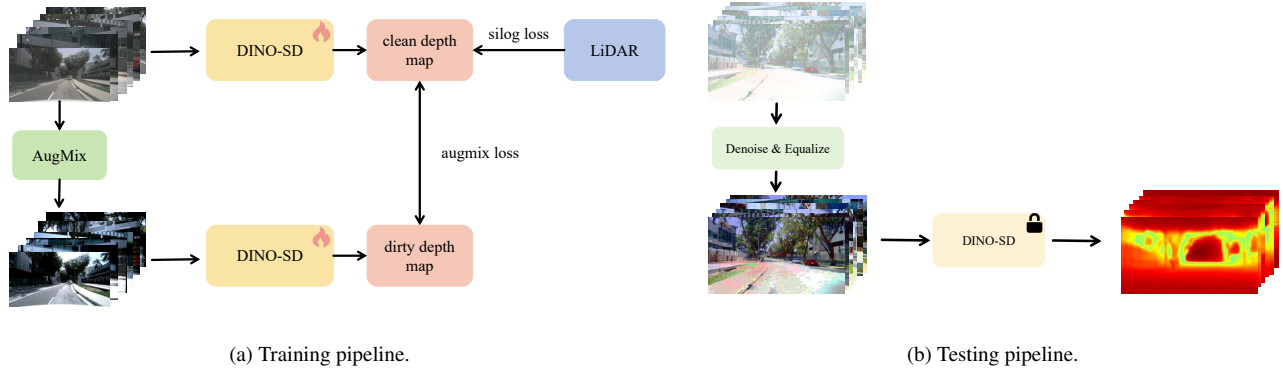 DINO-SD
clean depth
map
silog loss
LiDAR
AugMix
augmix loss
DINO-SD
dirty depth
map
(a) Training pipeline.
Denoise & Equalize
DINO-SD
(b) Testing pipeline.